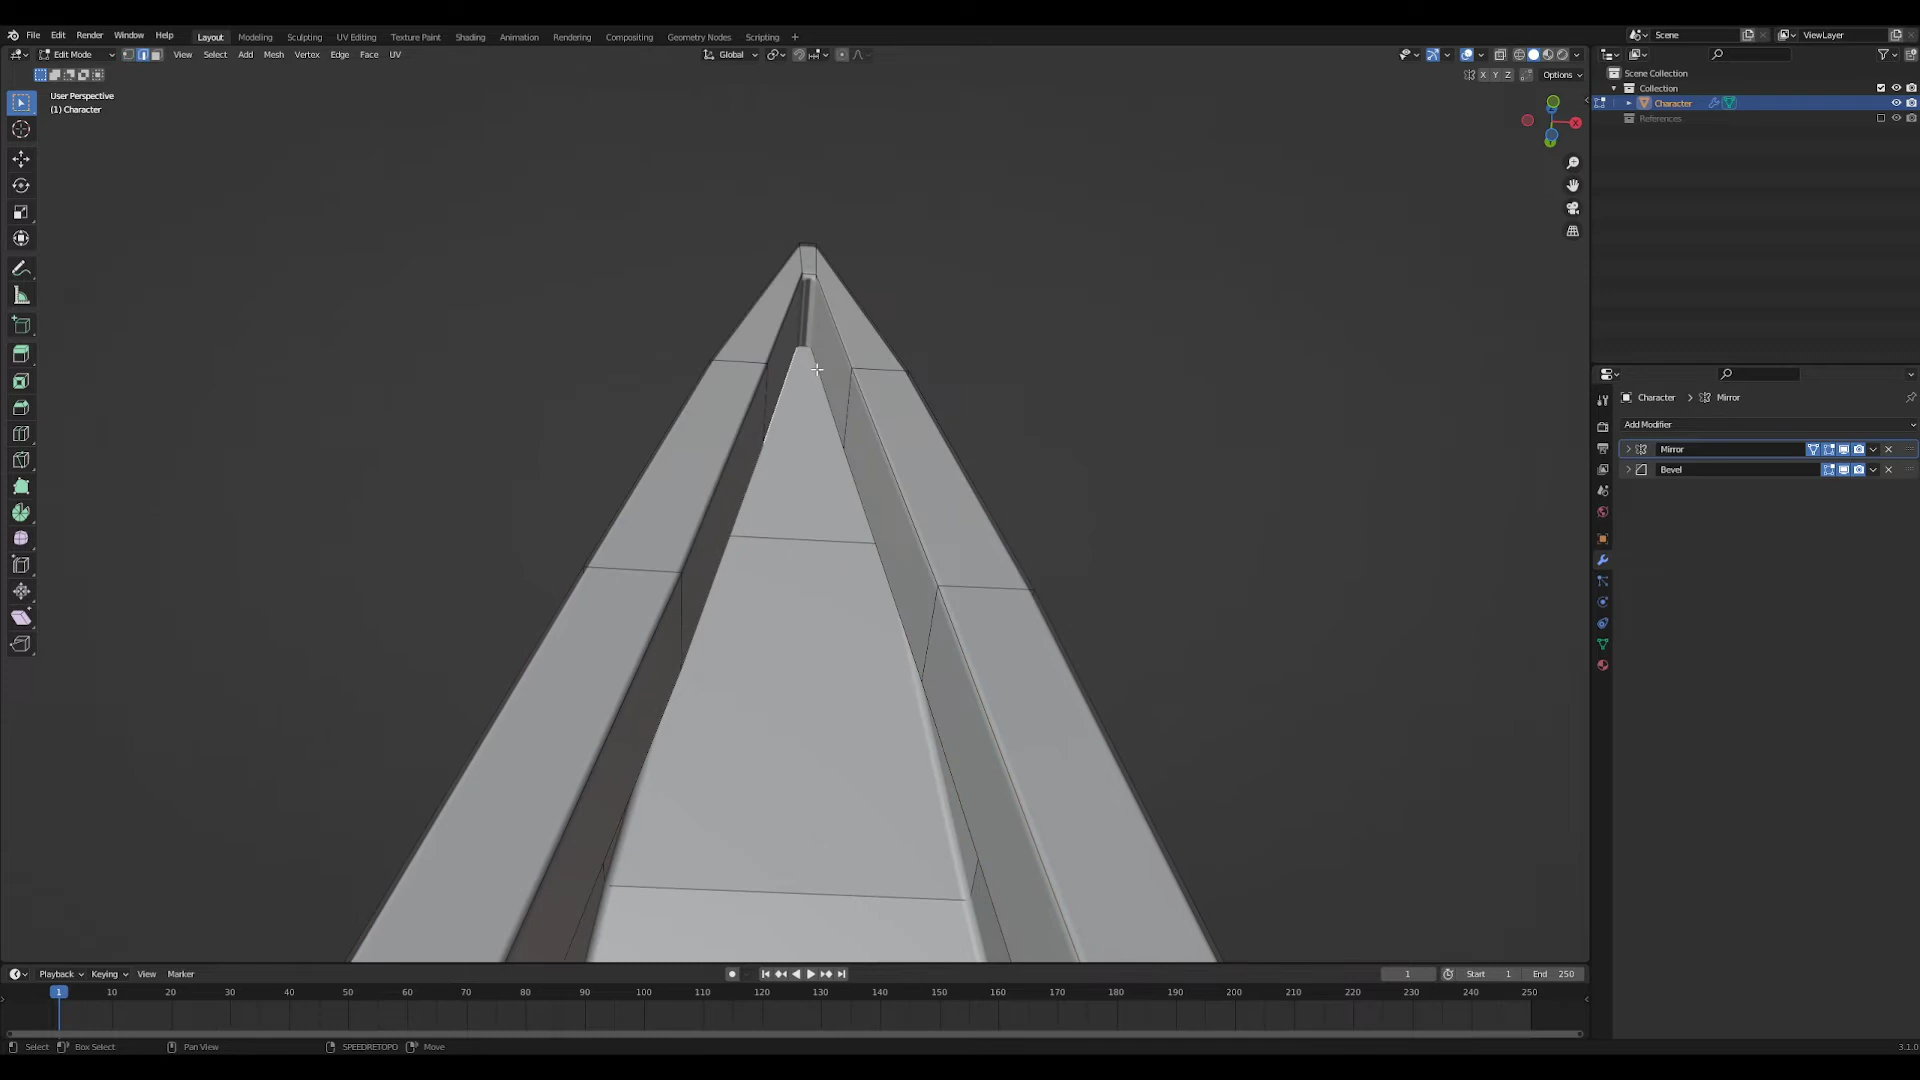 File Edit Render Window Help Layout Modeling Sculpting UV Editing Texture Paint Shading Animation Rendering Compositing Geometry Nodes Scripting + Scene ViewLayer
Edit Mode View Select Add Mesh Vertex Edge Face UV Global
X Y Z Options
User Perspective
(1) Character
X
Y
Scene Collection
Collection
Character
References
Character > Mirror
Add Modifier
Mirror
Bevel
Playback Keying View Marker 1 Start 1 End 250
1 10 20 30 40 50 60 70 80 90 100 110 120 130 140 150 160 170 180 190 200 210 220 230 240 250
Select Box Select Pan View SPEEDRETOPO Move 3.1.0